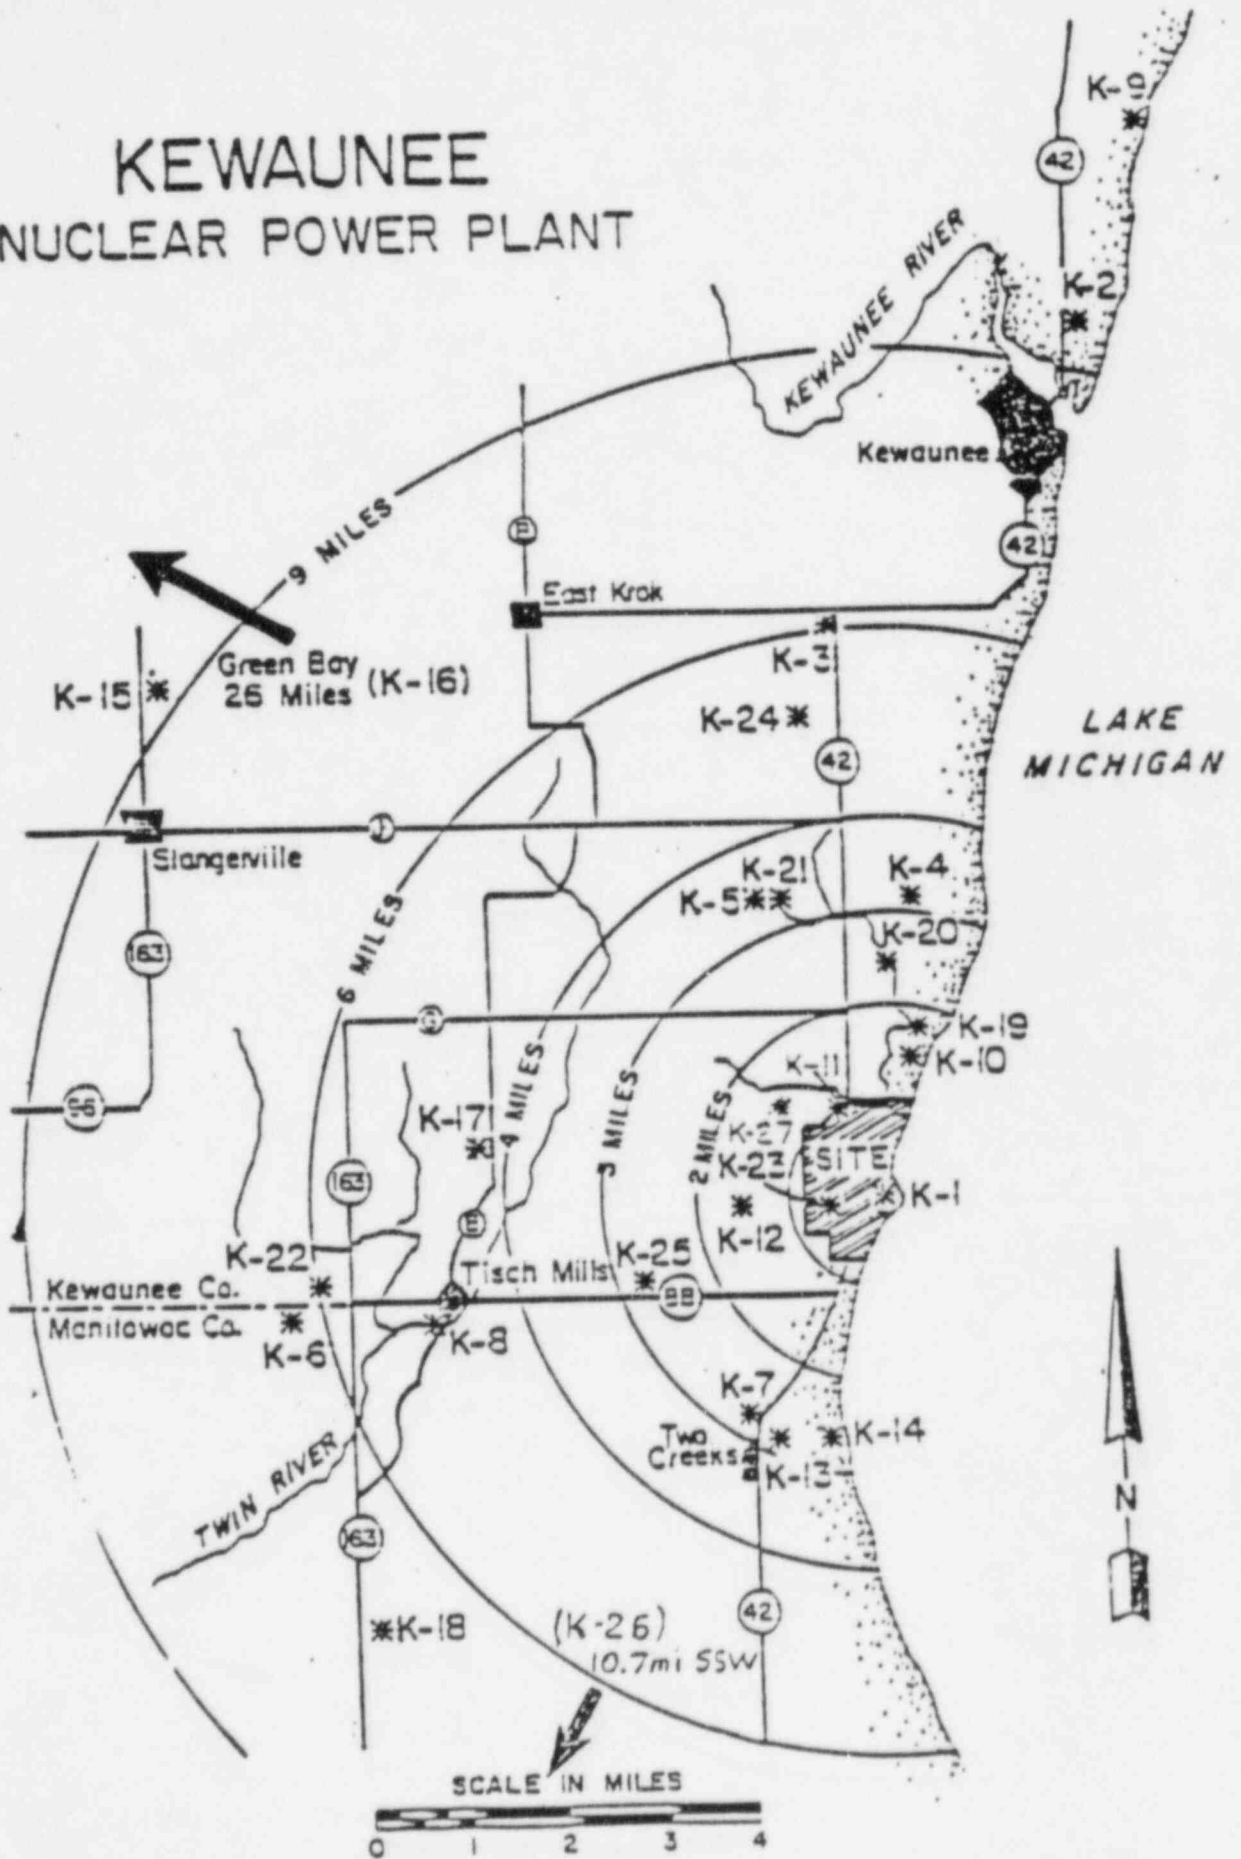 KEWAUNEE
NUCLEAR POWER PLANT
42
KEWAUNEE RIVER
K-2
Kewaunee
9 MILES
42
East Krok
K-3
Green Bay
26 Miles (K-16)
K-15
K-24
42
LAKE
MICHIGAN
Slangerville
K-21
K-4
K-5
K-20
6 MILES
163
K-10
K-11
K-17
4 MILES
3 MILES
2 MILES
K-27
K-23
SITE
K-1
K-12
163
K-22
K-25
Tisch Mills
Kewaunee Co.
Manitowoc Co.
K-6
K-8
K-7
Two
Creeks
K-14
K-13
TWIN RIVER
163
N
K-18
(K-26)
10.7mi SSW
42
SCALE IN MILES
0 1 2 3 4